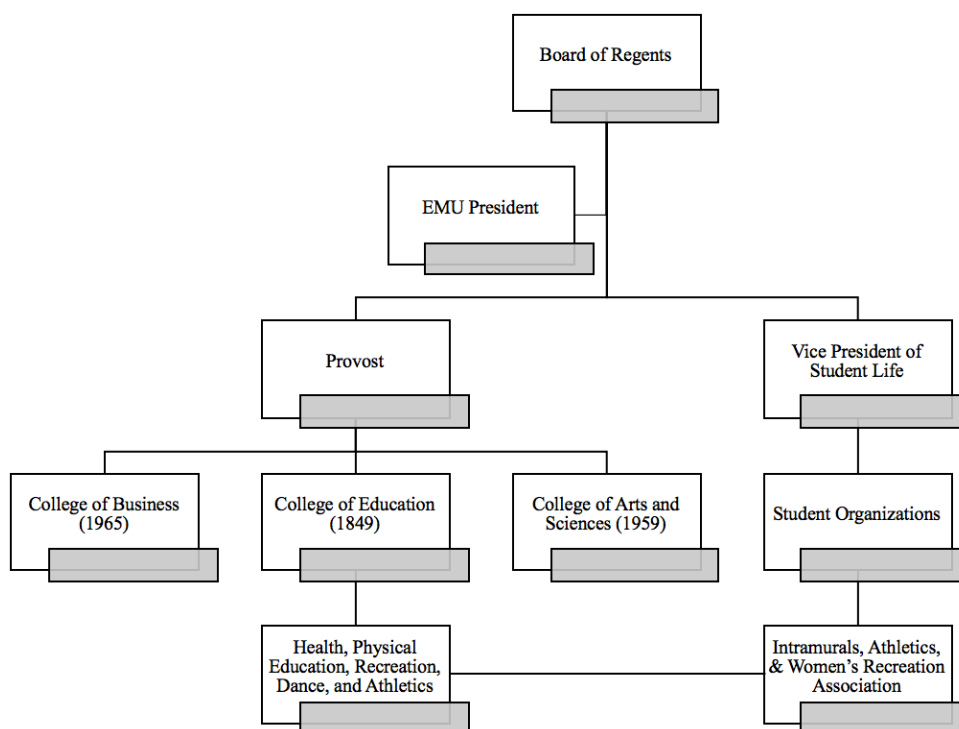 Board of Regents
EMU President
Provost
Vice President of
Student Life
College of Business
(1965)
College of Education
(1849)
College of Arts and
Sciences (1959)
Student Organizations
Health, Physical
Education, Recreation,
Dance, and Athletics
Intramurals, Athletics,
& Women’s Recreation
Association